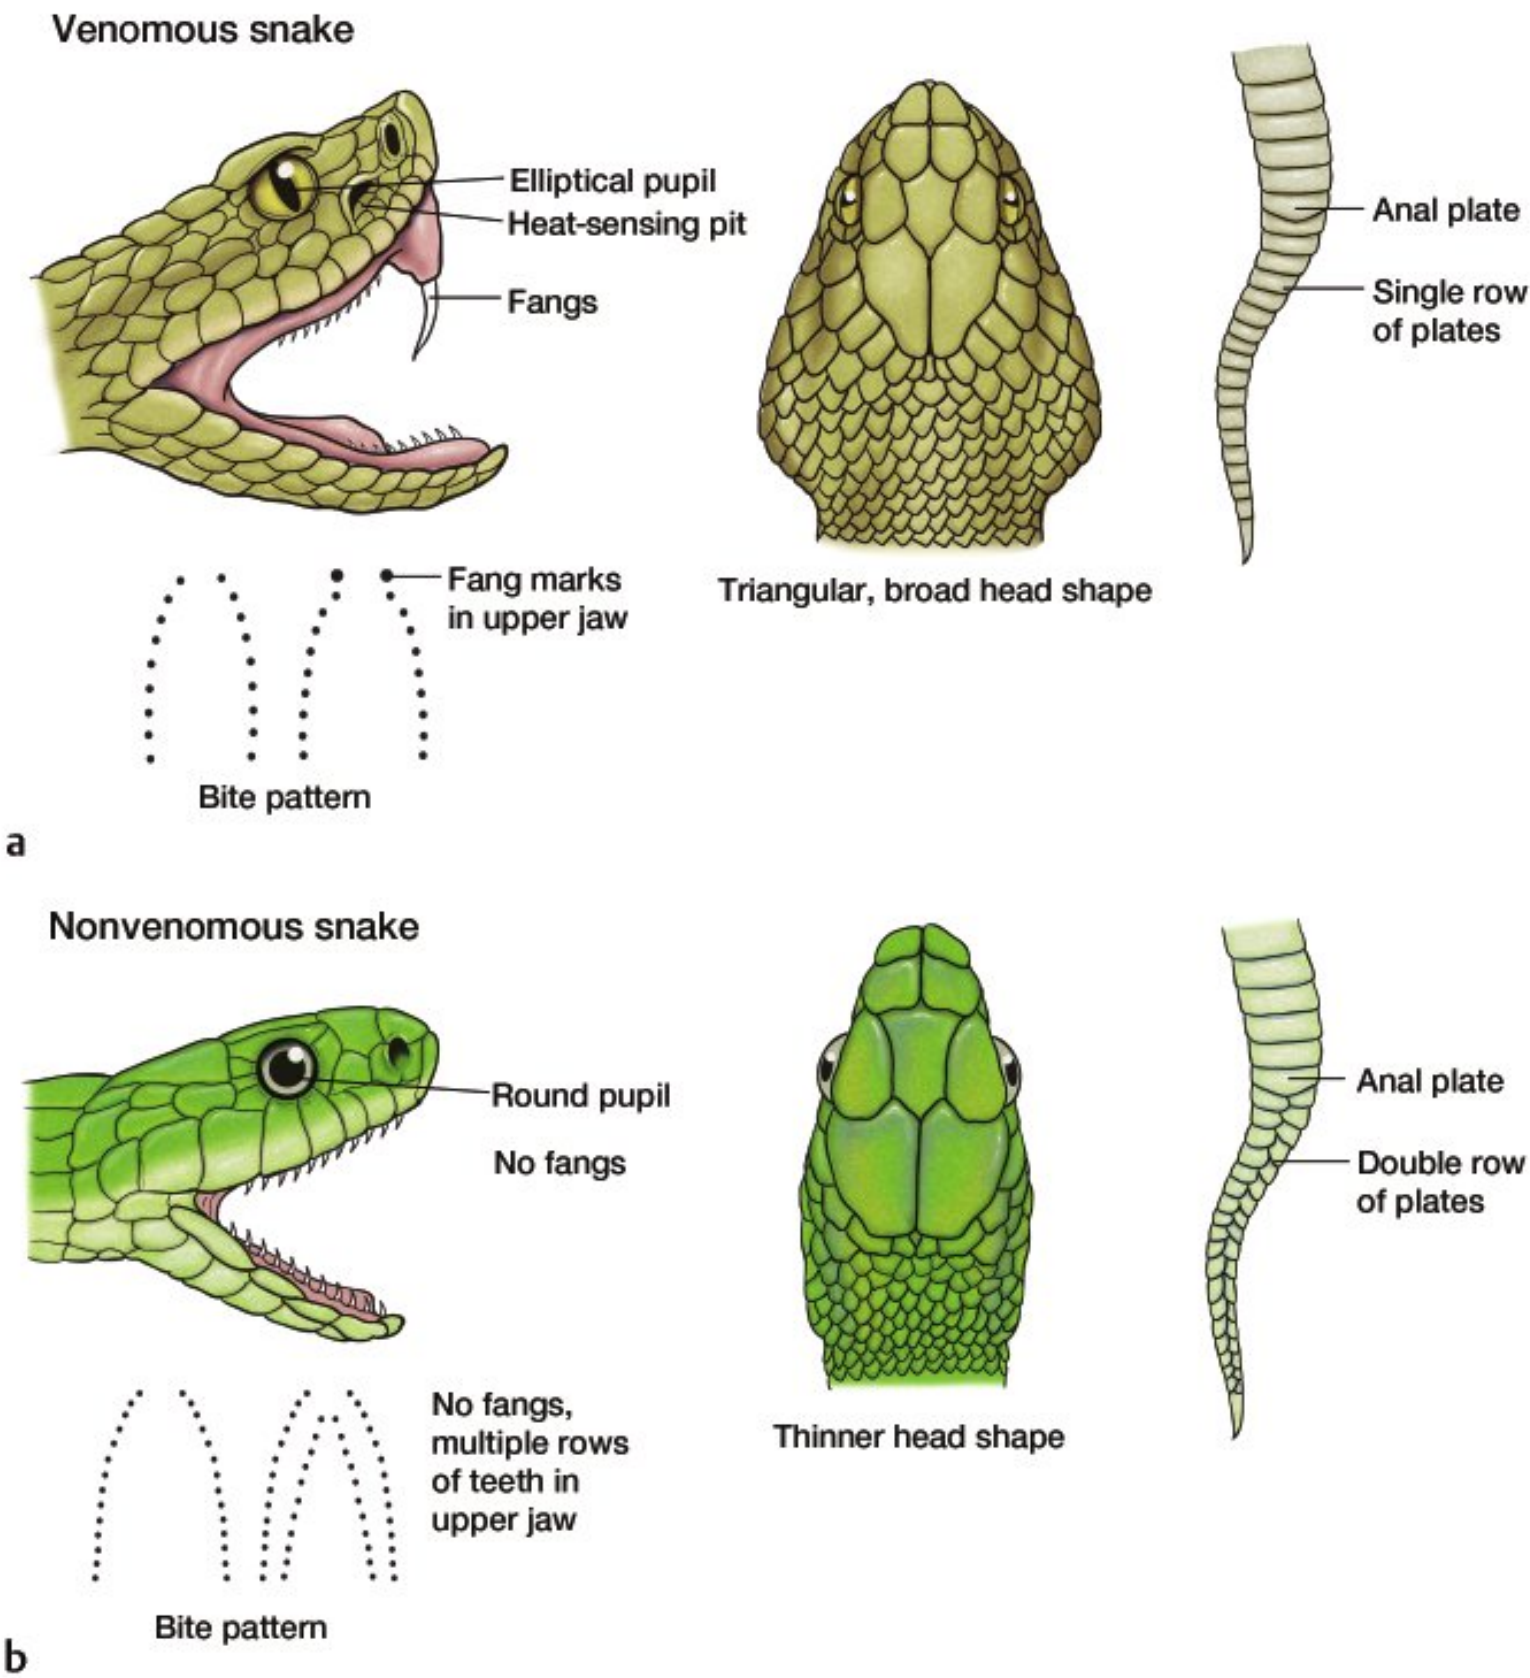 Venomous snake
Elliptical pupil
Heat-sensing pit
Fangs
Anal plate
Single row
of plates
Fang marks
in upper jaw
Triangular, broad head shape
Bite pattern
a
Nonvenomous snake
Round pupil
No fangs
Anal plate
Double row
of plates
No fangs,
multiple rows
of teeth in
upper jaw
Thinner head shape
Bite pattern
b